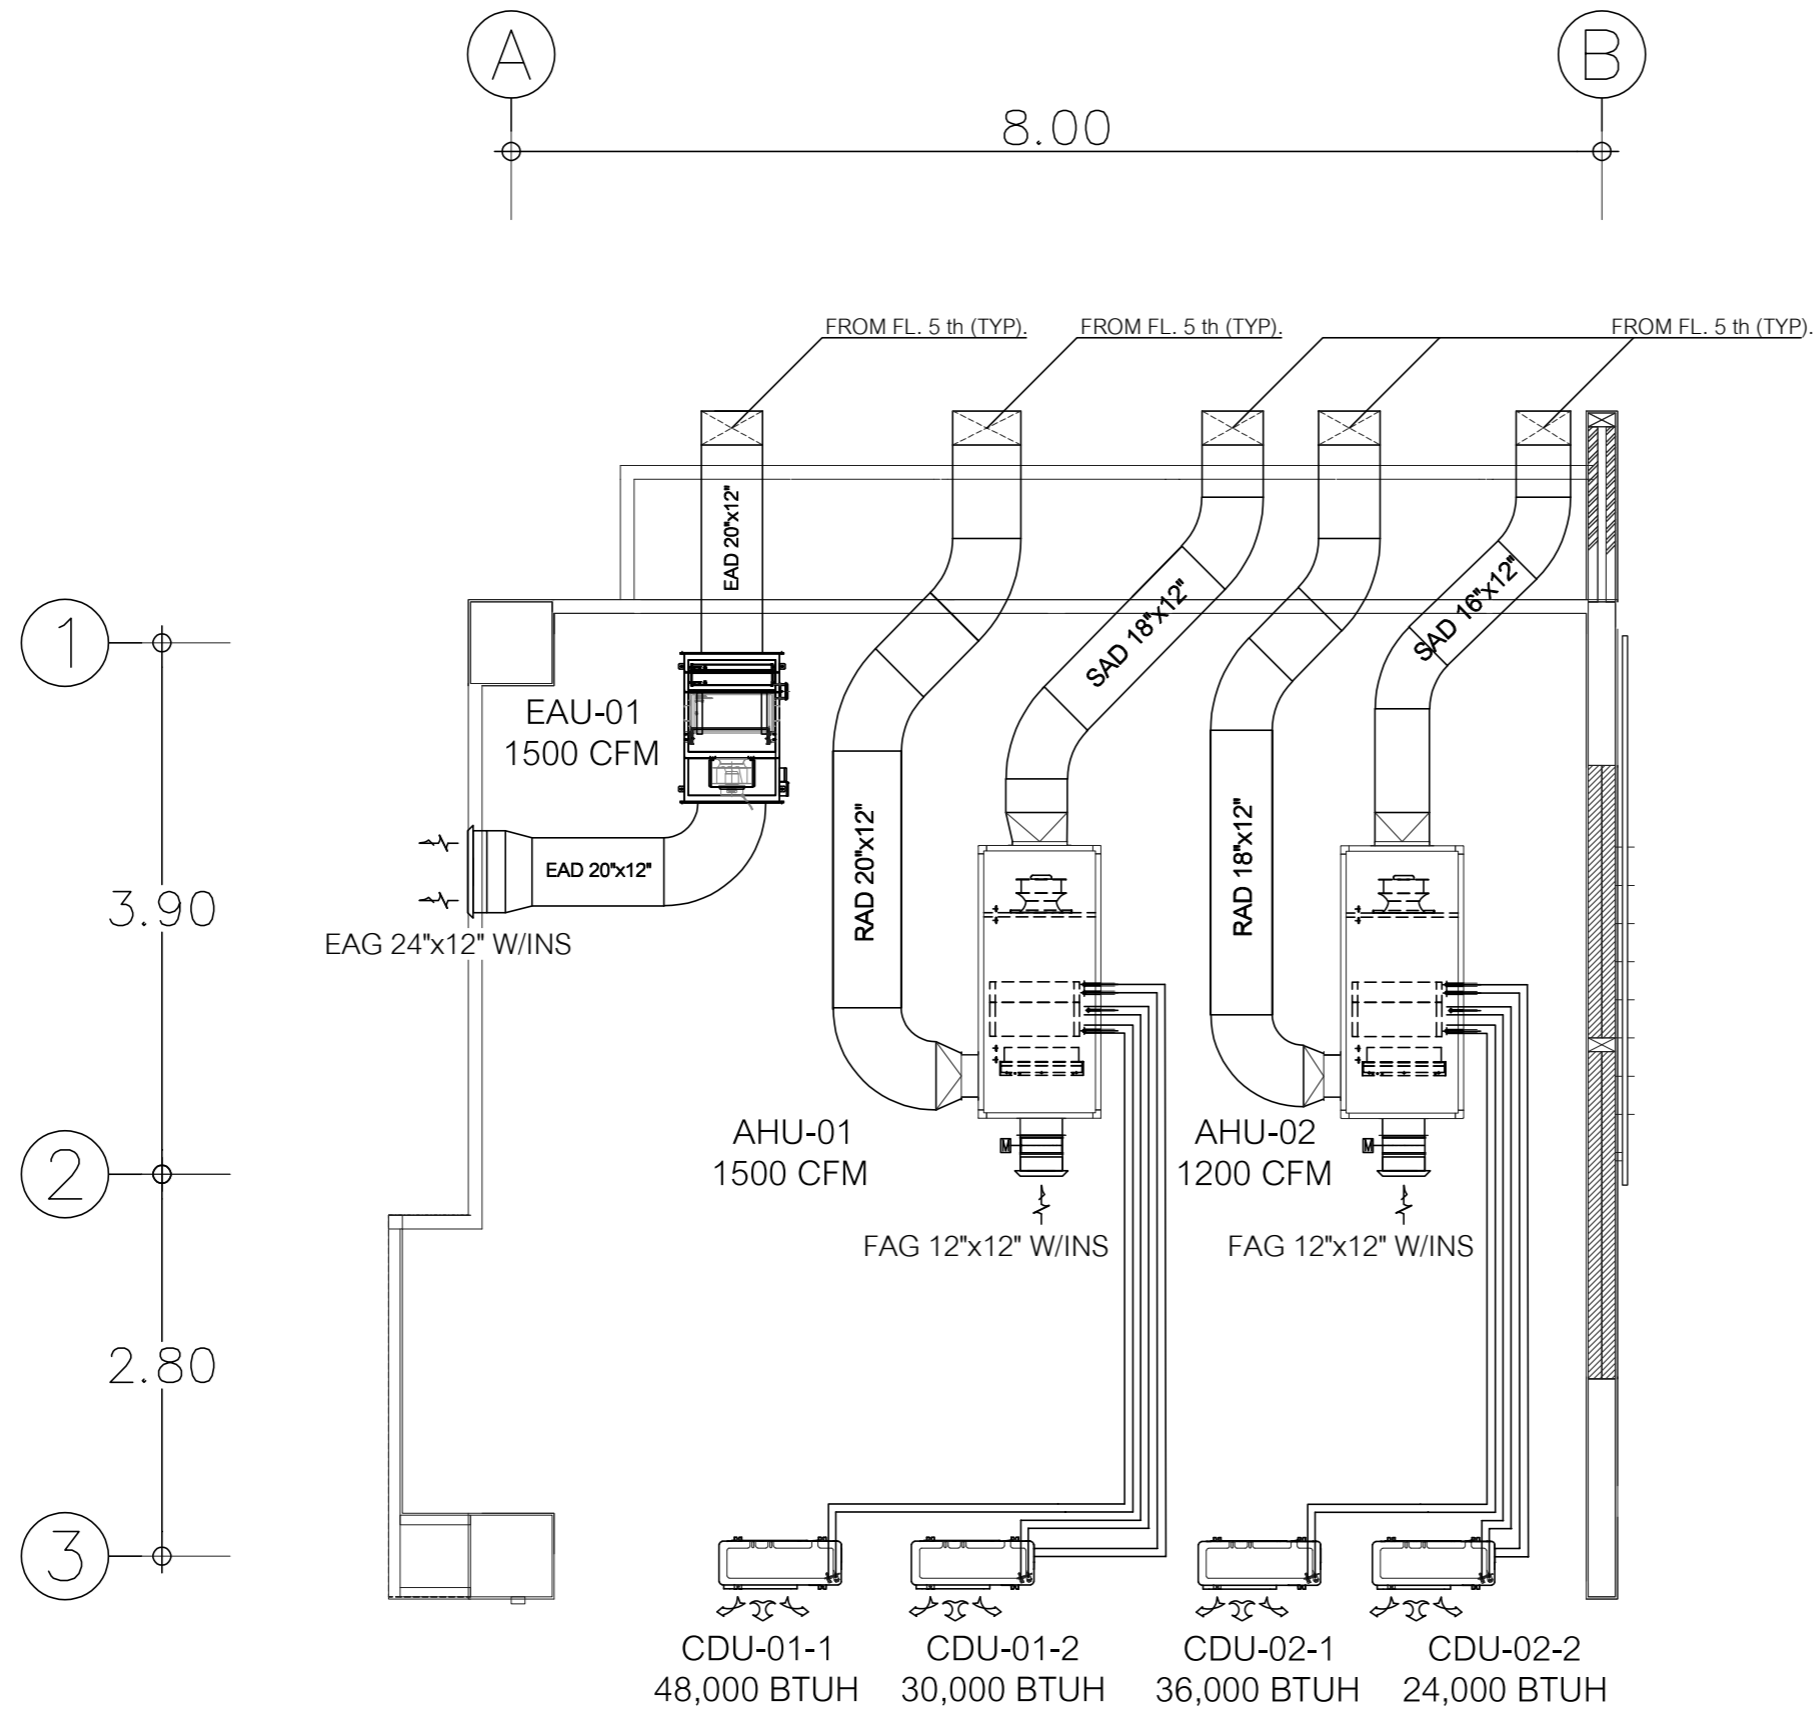 A
B
8.00
FROM FL. 5 th (TYP).
FROM FL. 5 th (TYP).
FROM FL. 5 th (TYP).
EAD 20"x12"
SAD 18"x12"
SAD 16"x12"
1
EAU-01
1500 CFM
RAD 20"x12"
RAD 18"x12"
EAD 20"x12"
3.90
EAG 24"x12" W/INS
2
AHU-01
1500 CFM
M
AHU-02
1200 CFM
M
FAG 12"x12" W/INS
FAG 12"x12" W/INS
2.80
3
CDU-01-1
48,000 BTUH
CDU-01-2
30,000 BTUH
CDU-02-1
36,000 BTUH
CDU-02-2
24,000 BTUH